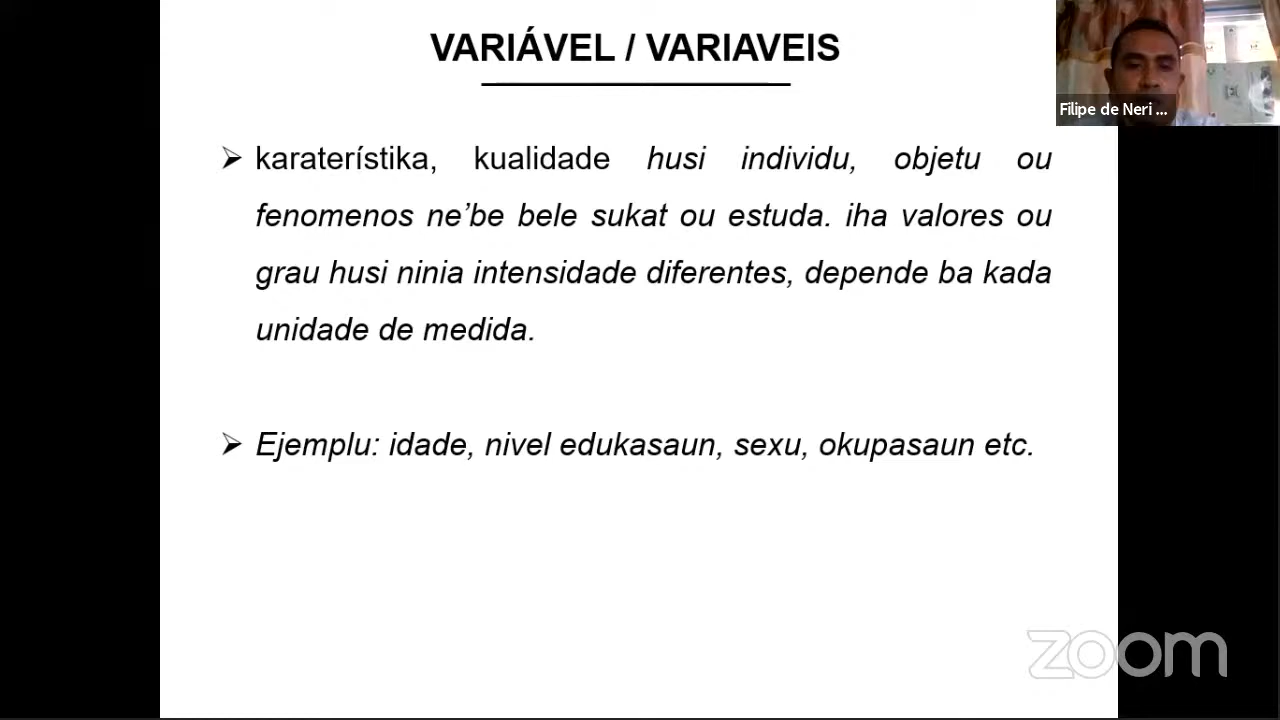 VARIÁVEL / VARIAVEIS
Filipe de Neri ...
➢ karaterístika, kualidade husi individu, objetu ou
fenomenos ne’be bele sukat ou estuda. iha valores ou
grau husi ninia intensidade diferentes, depende ba kada
unidade de medida.
➢ Ejemplu: idade, nivel edukasaun, sexu, okupasaun etc.
zoom